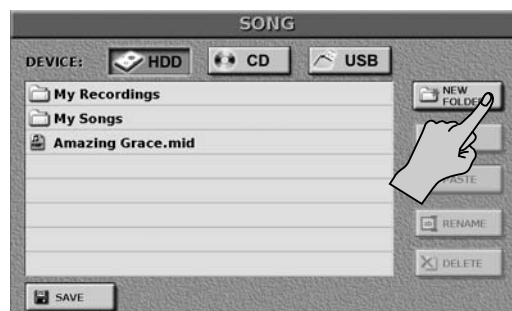 SONG
DEVICE: HDD CD USB
My Recordings
My Songs
Amazing Grace.mid
NEW
FOLDER
PASTE
RENAME
DELETE
SAVE